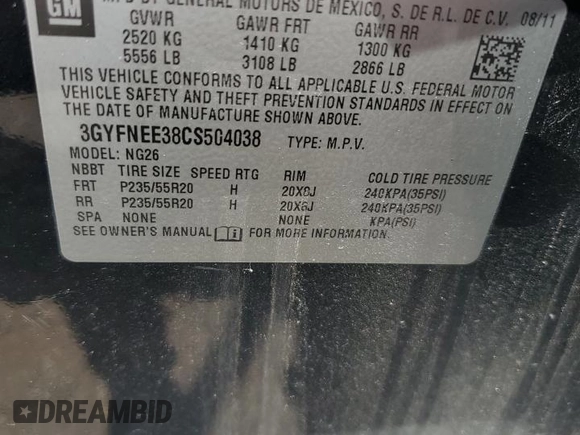 GM
MFD BY GENERAL MOTORS DE MEXICO, S. DE R.L. DE C.V. 08/11
GVWR GAWR FRT GAWR RR
2520 KG 1410 KG 1300 KG
5556 LB 3108 LB 2866 LB
THIS VEHICLE CONFORMS TO ALL APPLICABLE U.S. FEDERAL MOTOR
VEHICLE SAFETY AND THEFT PREVENTION STANDARDS IN EFFECT ON
THE DATE OF MANUFACTURE SHOWN ABOVE.
3GYFNEE38CS504038 TYPE: M.P.V.
MODEL: NG26
NBBT TIRE SIZE SPEED RTG RIM COLD TIRE PRESSURE
FRT P235/55R20 H 20X8J 240KPA(35PSI)
RR P235/55R20 H 20X8J 240KPA(35PSI)
SPA NONE NONE KPA(PSI)
SEE OWNER'S MANUAL FOR MORE INFORMATION.
DREAMBID